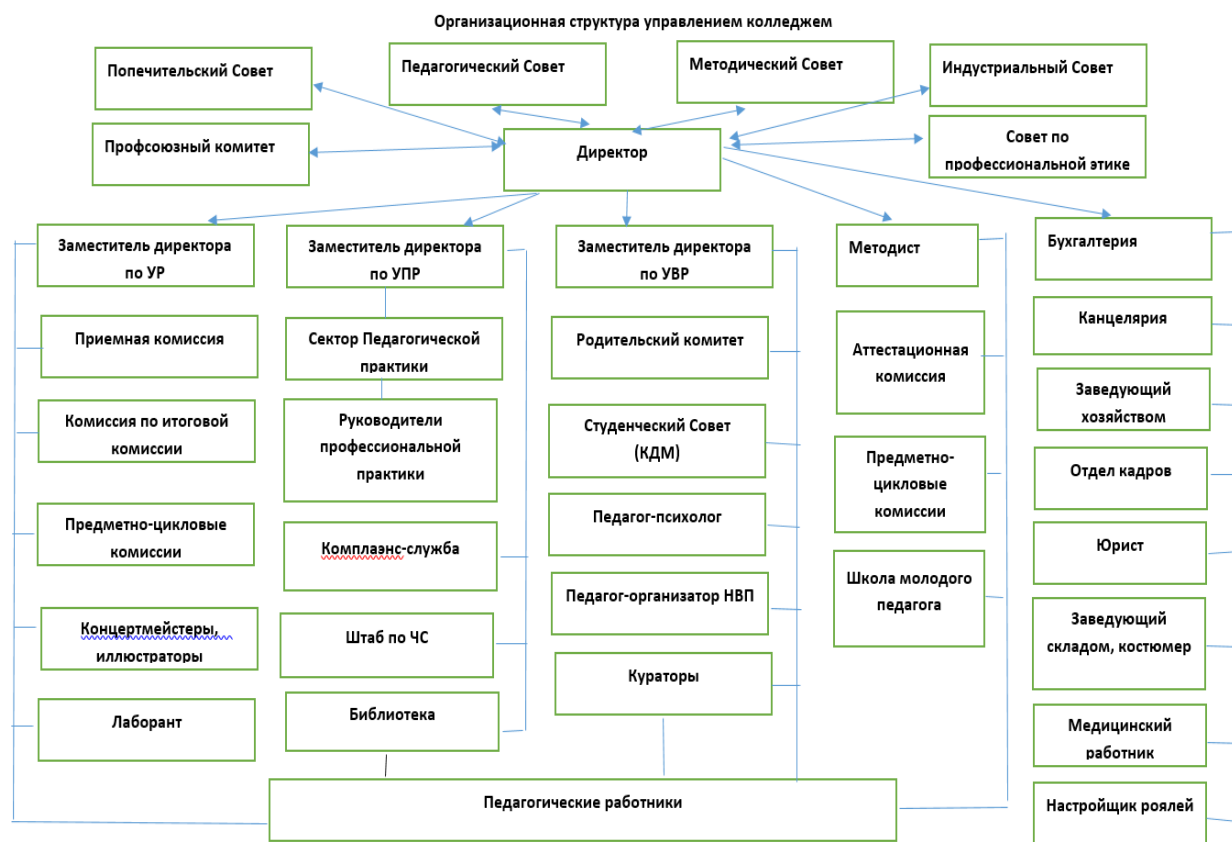 Организационная структура управлением колледжем
Попечительский Совет
Педагогический Совет
Методический Совет
Индустриальный Совет
Профсоюзный комитет
Директор
Совет по
профессиональной этике
Заместитель директора
по УР
Заместитель директора
по УПР
Заместитель директора
по УВР
Методист
Бухгалтерия
Приемная комиссия
Сектор Педагогической
практики
Родительский комитет
Аттестационная
комиссия
Канцелярия
Заведующий
хозяйством
Комиссия по итоговой
комиссии
Руководители
профессиональной
практики
Студенческий Совет
(КДМ)
Предметно-
цикловые
комиссии
Отдел кадров
Предметно-цикловые
комиссии
Комплаэнс-служба
Педагог-психолог
Юрист
Школа молодого
педагога
Педагог-организатор НВП
Концертмейстеры,
иллюстраторы
Штаб по ЧС
Заведующий
складом, костюмер
Кураторы
Лаборант
Библиотека
Медицинский
работник
Педагогические работники
Настройщик роялей